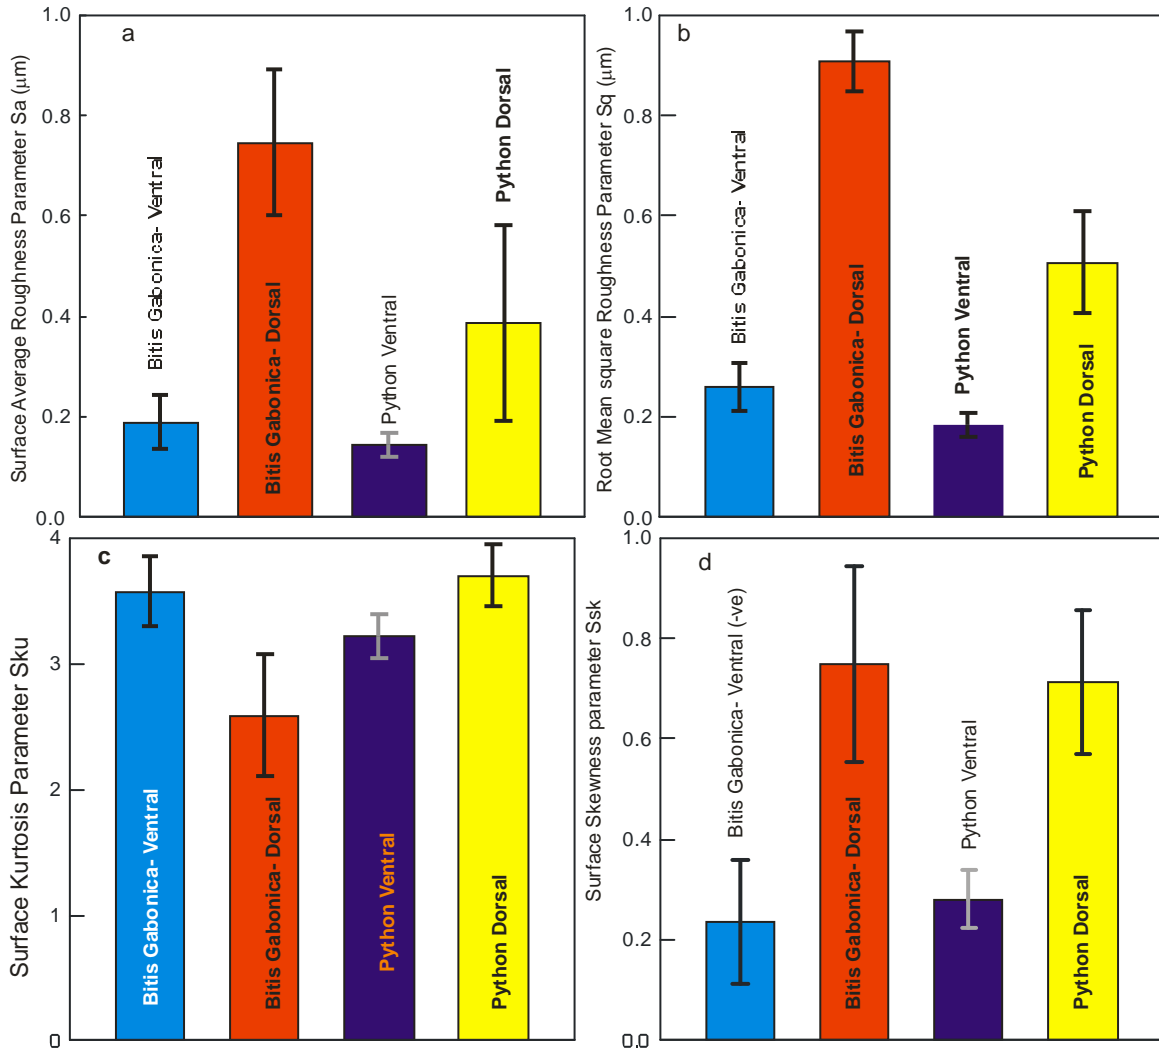 a
Surface Average Roughness Parameter Sa (μm)
1.0
0.8
0.6
0.4
0.2
0.0
Bitis Gabonica- Ventral
Bitis Gabonica- Dorsal
Python Ventral
Python Dorsal
b
Root Mean square Roughness Parameter Sq (μm)
1.0
0.8
0.6
0.4
0.2
0.0
Bitis Gabonica- Ventral
Bitis Gabonica- Dorsal
Python Ventral
Python Dorsal
c
Surface Kurtosis Parameter Sku
4
3
2
1
0
Bitis Gabonica- Ventral
Bitis Gabonica- Dorsal
Python Ventral
Python Dorsal
d
Surface Skewness parameter Ssk
1.0
0.8
0.6
0.4
0.2
0.0
Bitis Gabonica- Ventral (-ve)
Bitis Gabonica- Dorsal
Python Ventral
Python Dorsal